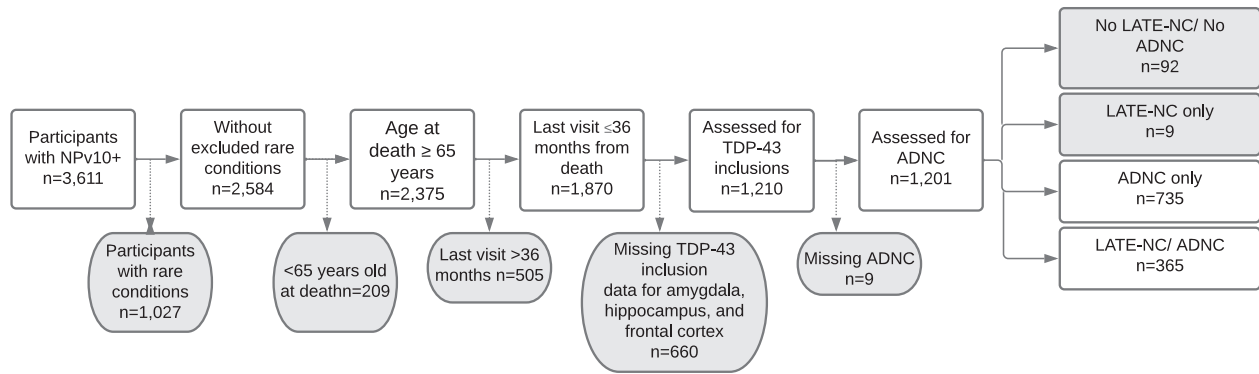 Participants
with NPv10+
n=3,611
Without
excluded rare
conditions
n=2,584
Age at
death ≥ 65
years
n=2,375
Last visit ≤36
months from
death
n=1,870
Assessed for
TDP-43
inclusions
n=1,210
Assessed for
ADNC
n=1,201
No LATE-NC/ No
ADNC
n=92
LATE-NC only
n=9
ADNC only
n=735
LATE-NC/ ADNC
n=365
Participants
with rare
conditions
n=1,027
<65 years old
at deathn=209
Last visit >36
months n=505
Missing TDP-43
inclusion
data for amygdala,
hippocampus, and
frontal cortex
n=660
Missing ADNC
n=9